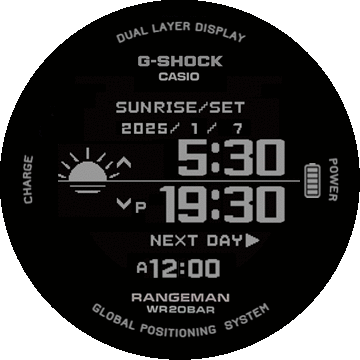 DUAL LAYER DISPLAY
G-SHOCK
CASIO
SUNRISE/SET
2025/ 1/ 7
5:30
P 19:30
NEXT DAY▶
A12:00
CHARGE
POWER
RANGEMAN
WR20BAR
GLOBAL POSITIONING SYSTEM